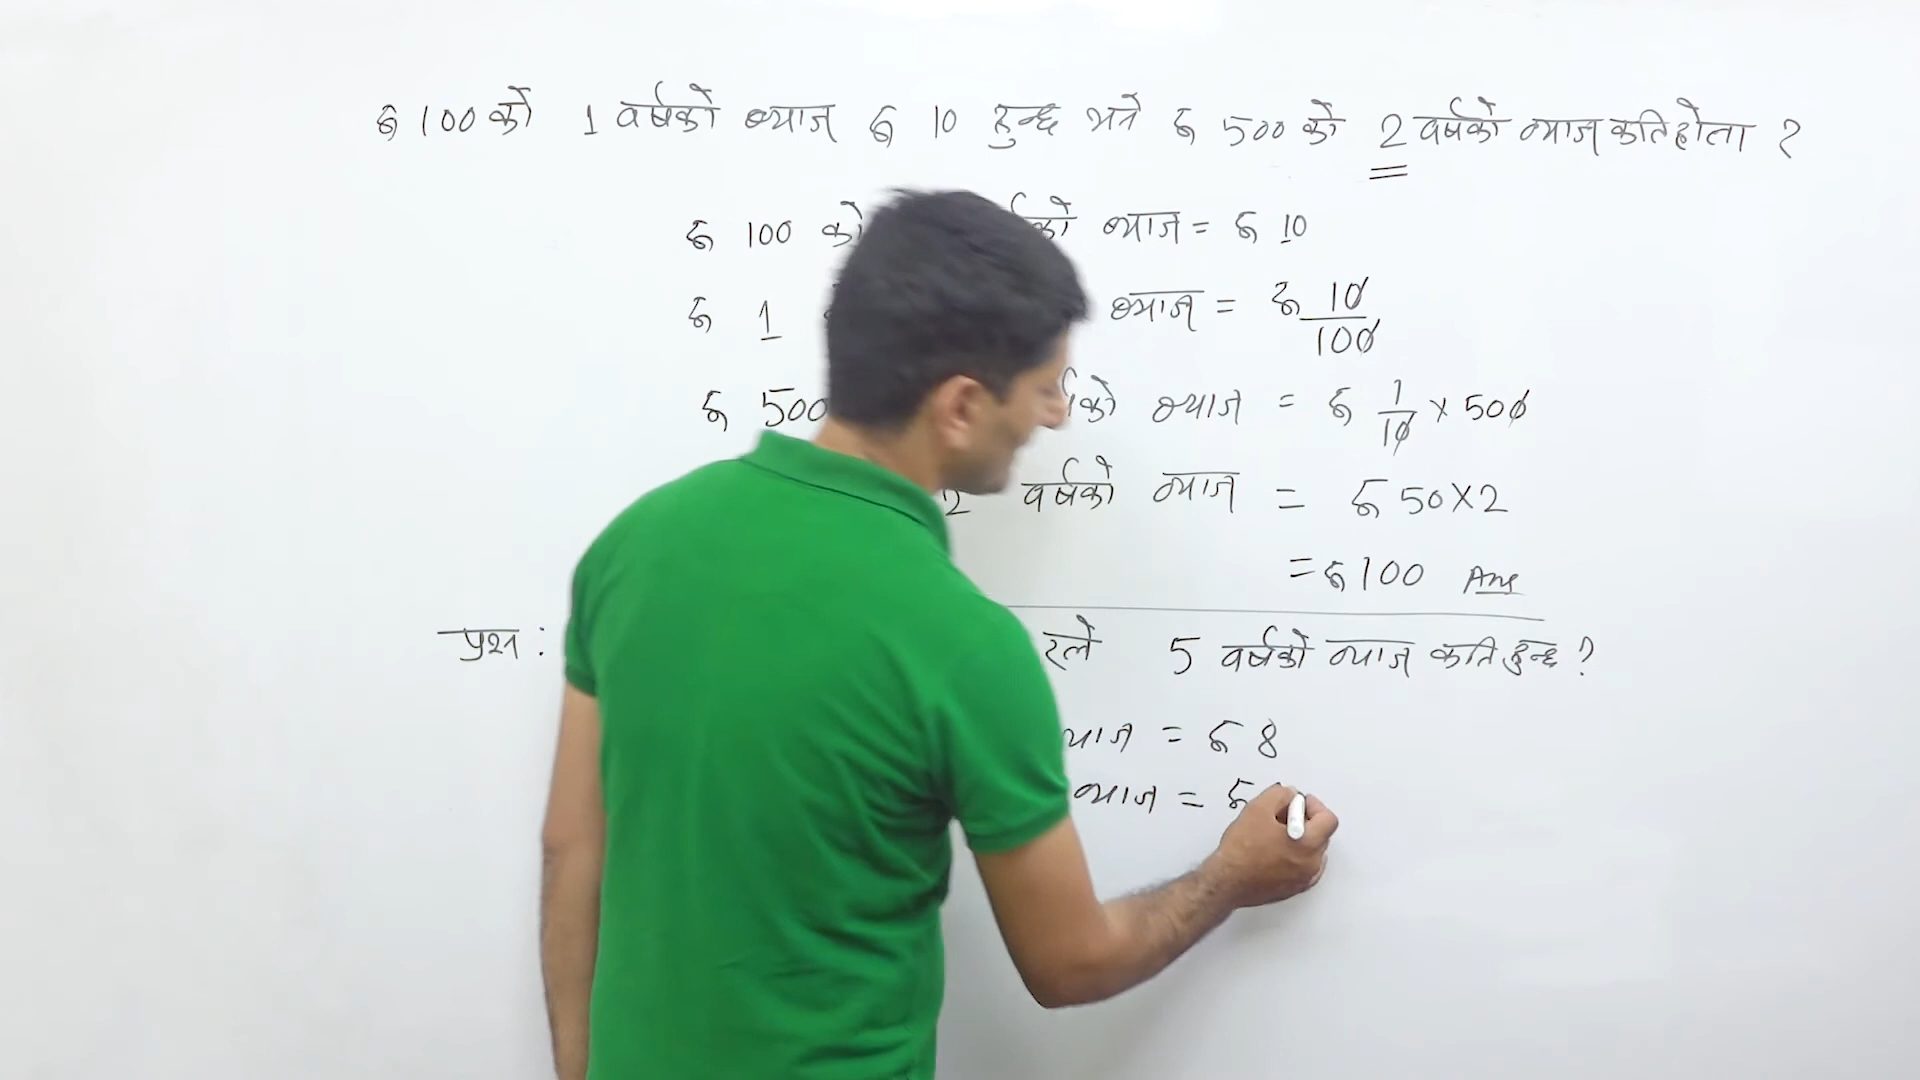 रु 100 को 1 वर्षको ब्याज रु 10 हुन्छ भने रु 500 को 2 वर्षको ब्याज कति होला ?
रु 100 को को ब्याज = रु 10
रु 1 ब्याज = रु 10/100
रु 500 को ब्याज = रु 1/10 × 500
2 वर्षको ब्याज = रु 50 × 2
= रु 100 Ans
प्रश्न : रले 5 वर्षको ब्याज कति हुन्छ ?
ब्याज = रु 8
ब्याज = रु